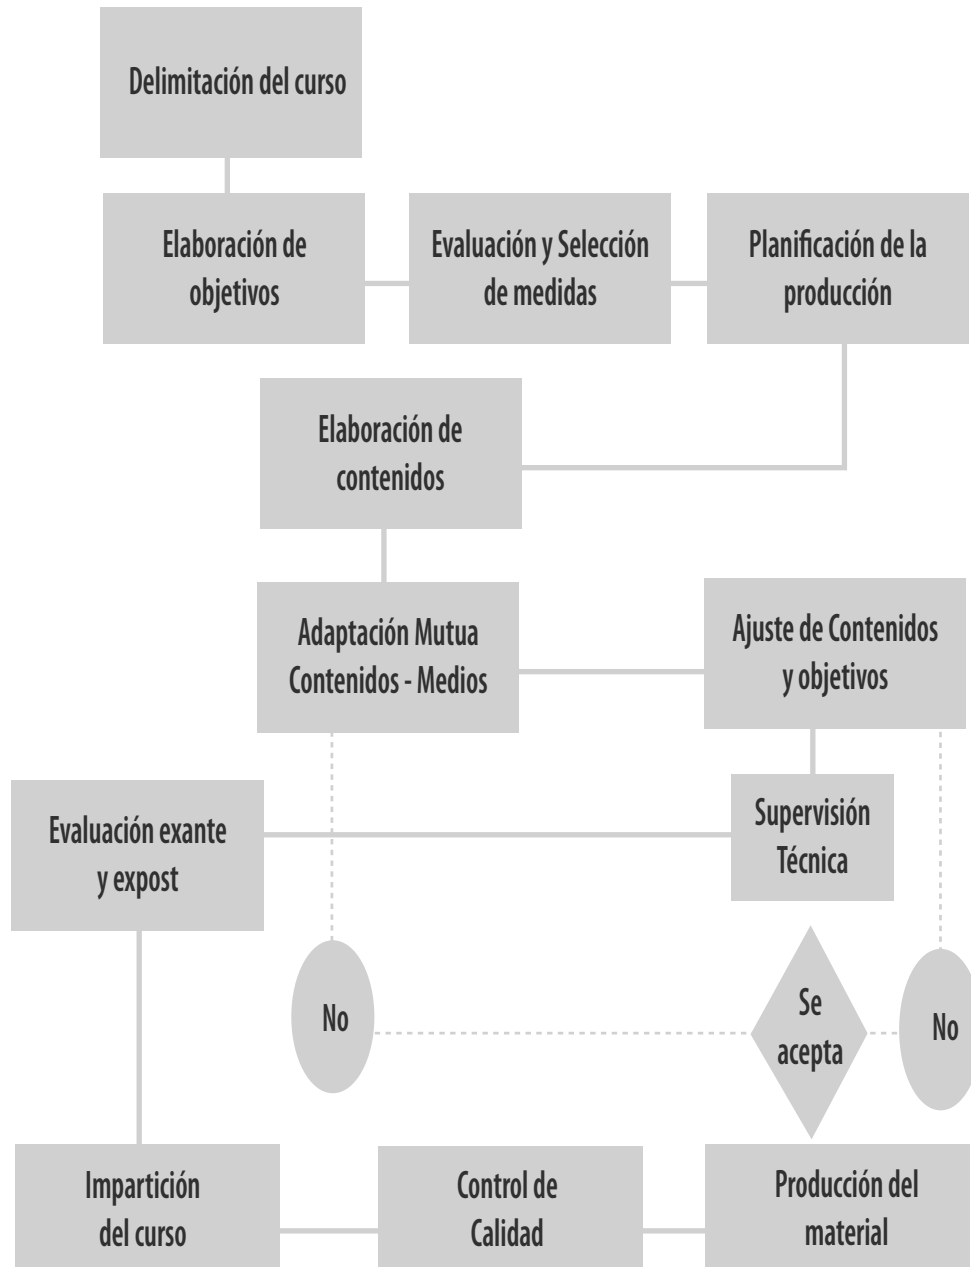 Delimitación del curso
Elaboración de
objetivos
Evaluación y Selección
de medidas
Planificación de la
producción
Elaboración de
contenidos
Adaptación Mutua
Contenidos - Medios
Ajuste de Contenidos
y objetivos
Evaluación exante
y expost
Supervisión
Técnica
No
Se
acepta
No
Impartición
del curso
Control de
Calidad
Producción del
material